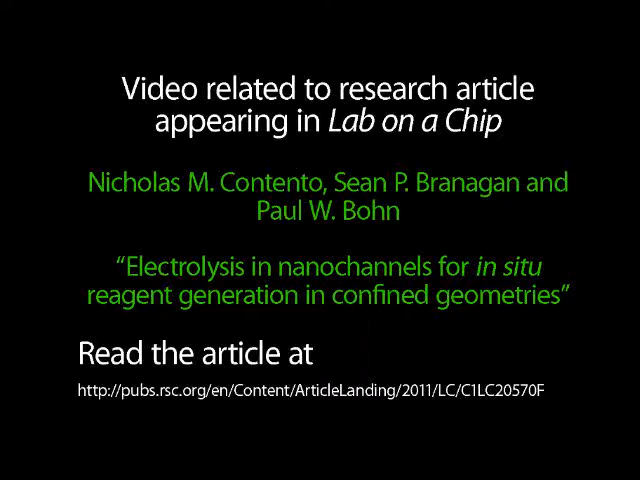 Video related to research article
appearing in Lab on a Chip
Nicholas M. Contento, Sean P. Branagan and
Paul W. Bohn
“Electrolysis in nanochannels for in situ
reagent generation in confined geometries”
Read the article at
http://pubs.rsc.org/en/Content/ArticleLanding/2011/LC/C1LC20570F